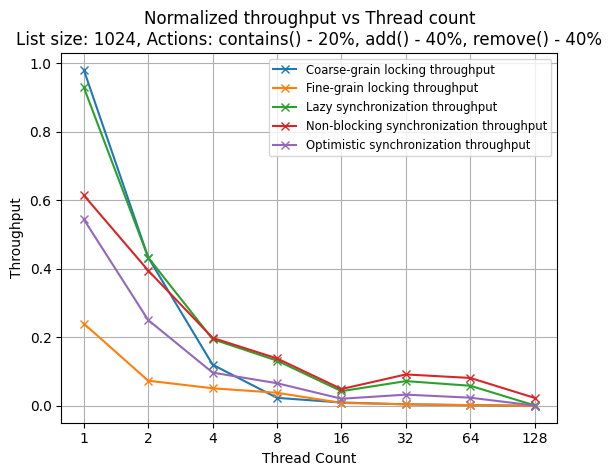 Normalized throughput vs Thread count
List size: 1024, Actions: contains() - 20%, add() - 40%, remove() - 40%
Coarse-grain locking throughput
Fine-grain locking throughput
Lazy synchronization throughput
Non-blocking synchronization throughput
Optimistic synchronization throughput
Throughput
1.0
0.8
0.6
0.4
0.2
0.0
1 2 4 8 16 32 64 128
Thread Count